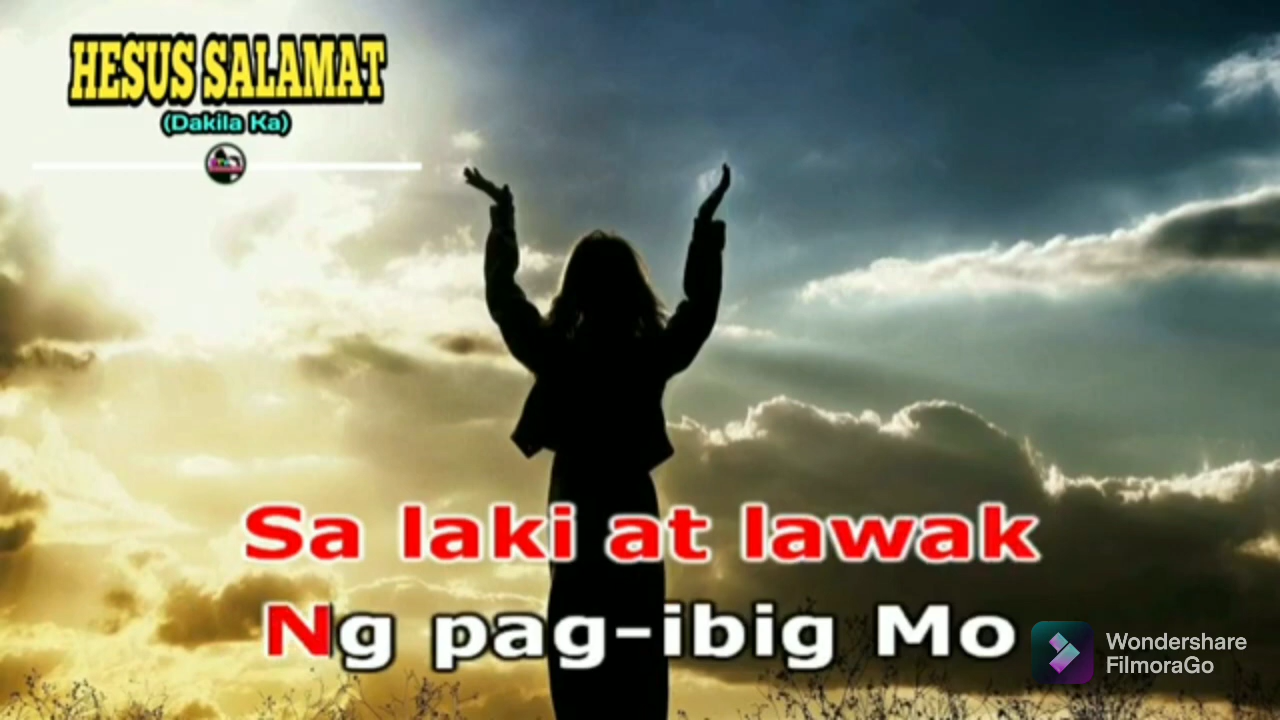 HESUS SALAMAT
(Dakila Ka)
Sa laki at lawak
Ng pag-ibig Mo
Wondershare
FilmoraGo